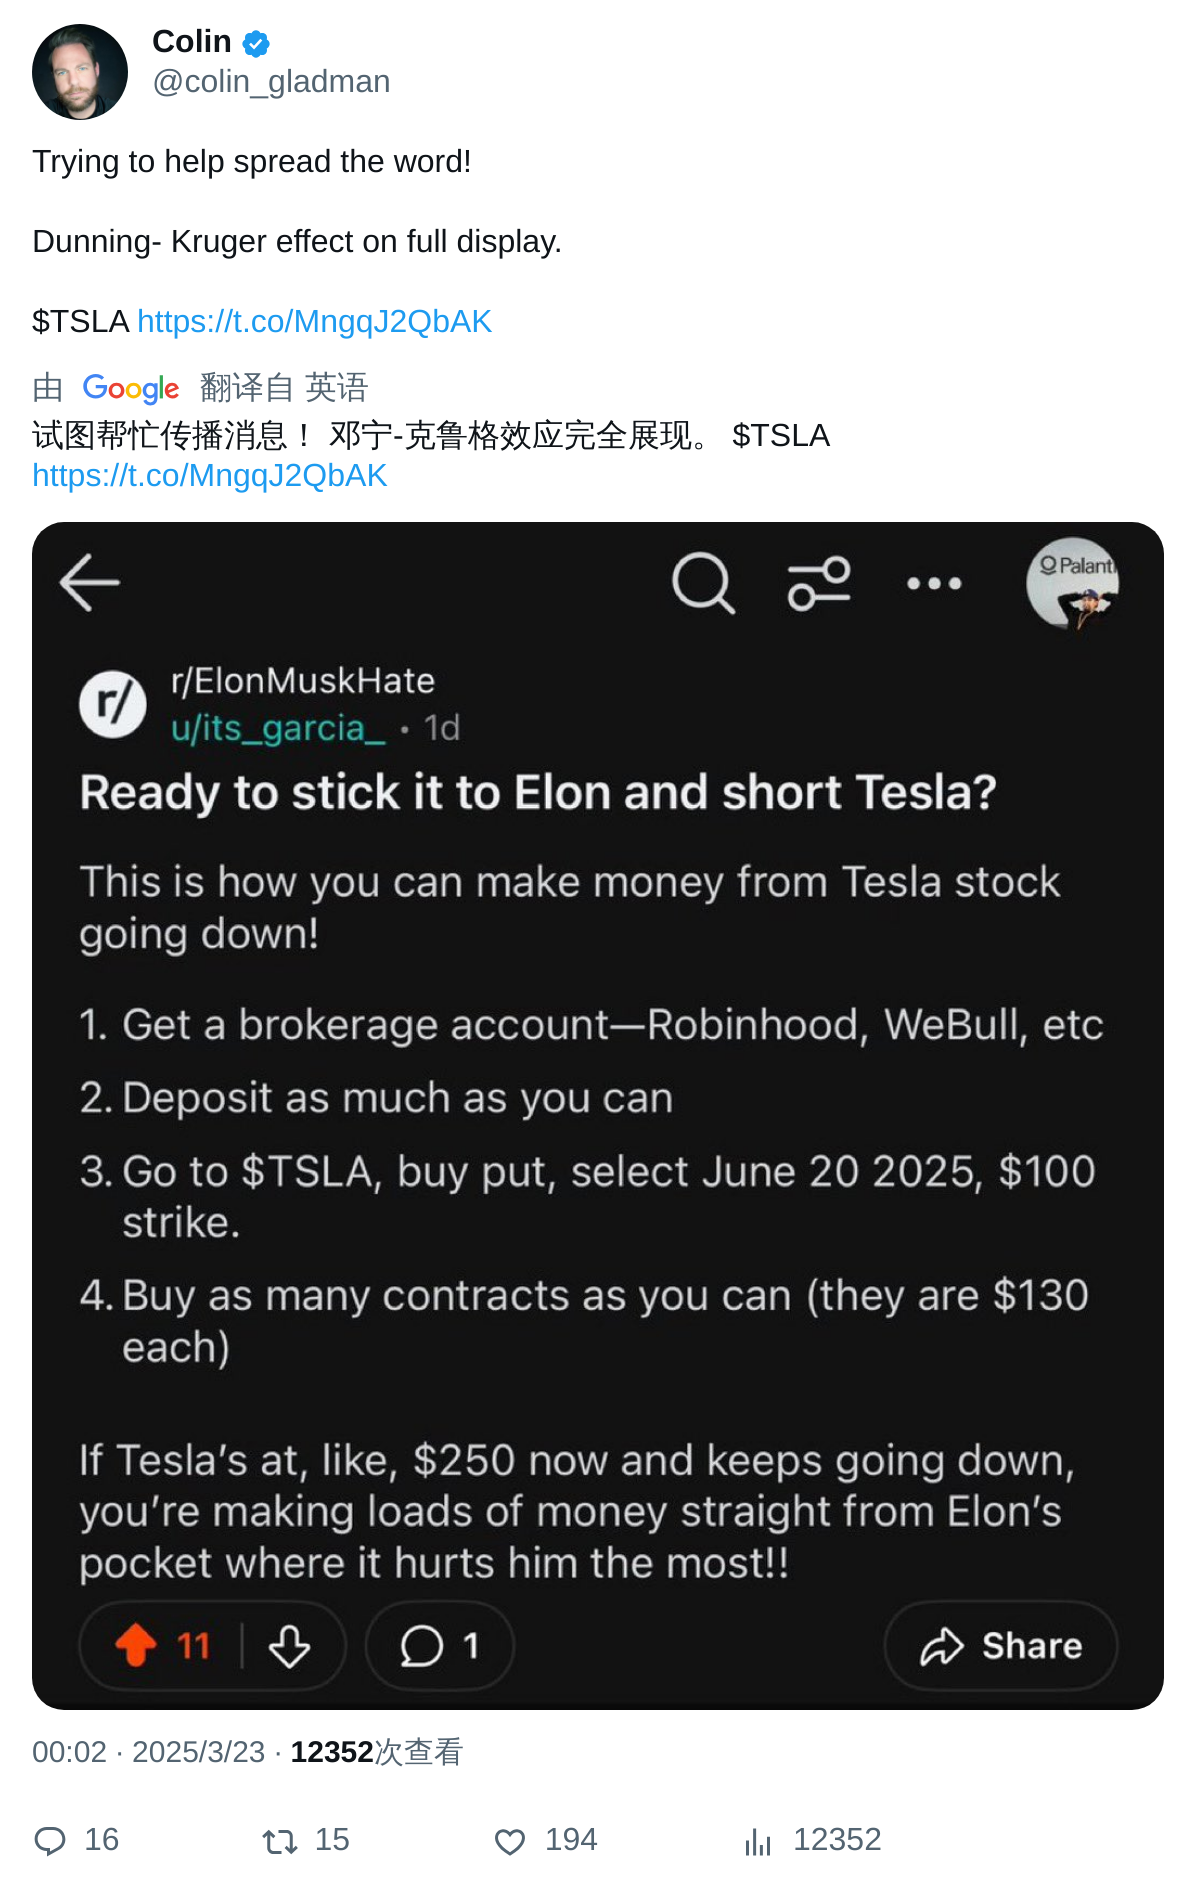 Colin
@colin_gladman
Trying to help spread the word!
Dunning- Kruger effect on full display.
$TSLA https://t.co/MngqJ2QbAK
由 Google 翻译自 英语
试图帮忙传播消息！ 邓宁-克鲁格效应完全展现。 $TSLA
https://t.co/MngqJ2QbAK
Palanti
r/
r/ElonMuskHate
u/its_garcia_ · 1d
Ready to stick it to Elon and short Tesla?
This is how you can make money from Tesla stock
going down!
1. Get a brokerage account—Robinhood, WeBull, etc
2. Deposit as much as you can
3. Go to $TSLA, buy put, select June 20 2025, $100
strike.
4. Buy as many contracts as you can (they are $130
each)
If Tesla’s at, like, $250 now and keeps going down,
you’re making loads of money straight from Elon’s
pocket where it hurts him the most!!
11 1 Share
00:02 · 2025/3/23 · 12352次查看
16 15 194 12352